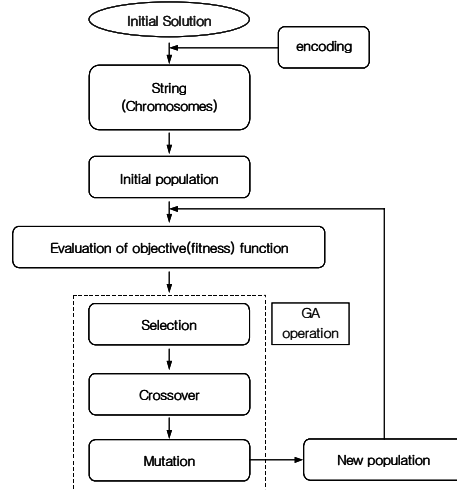 Initial Solution
encoding
String
(Chromosomes)
Initial population
Evaluation of objective(fitness) function
Selection
GA
operation
Crossover
Mutation
New population